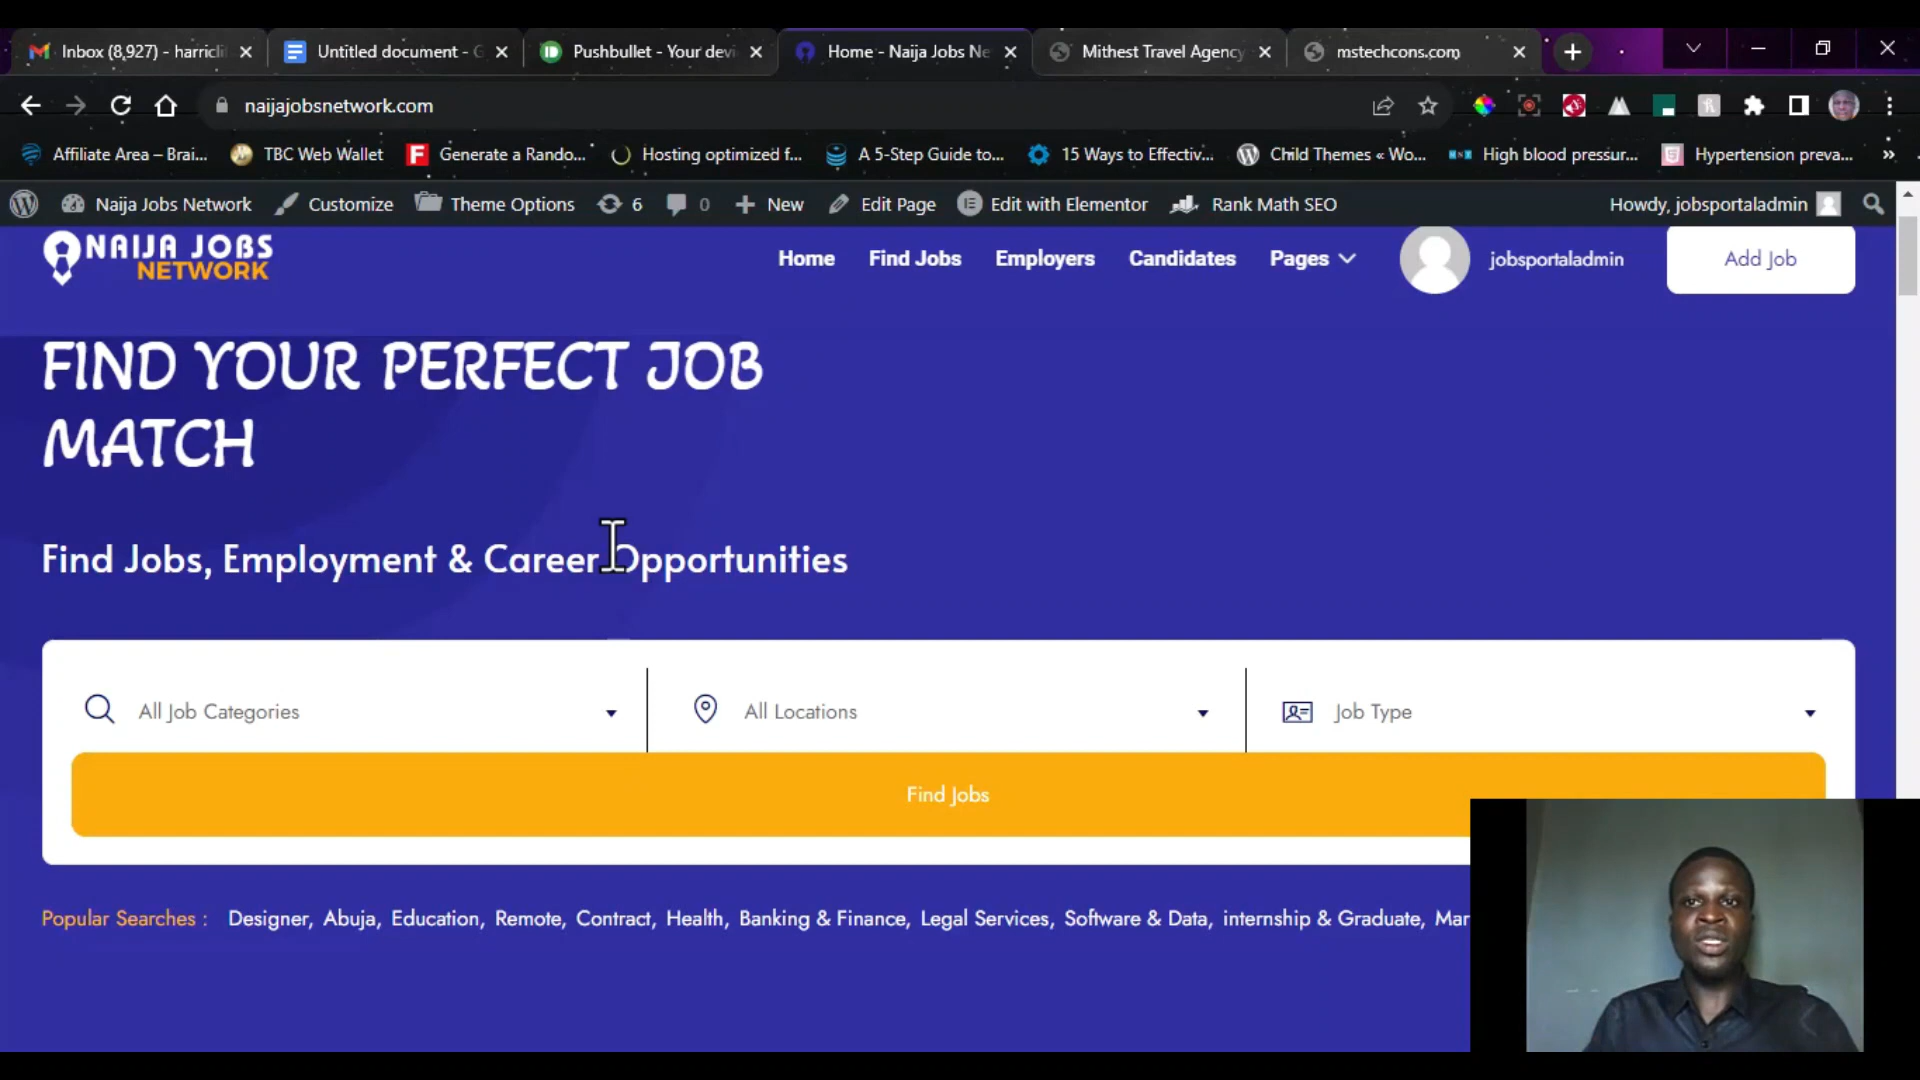 Inbox (8,927) - harricli
Untitled document - G
Pushbullet - Your devi
Home - Naija Jobs Ne
Mithest Travel Agency
mstechcons.com
naijajobsnetwork.com
Affiliate Area – Brai...
TBC Web Wallet
Generate a Rando...
Hosting optimized f...
A 5-Step Guide to...
15 Ways to Effectiv...
Child Themes « Wo...
High blood pressur...
Hypertension preva...
»
Naija Jobs Network
Customize
Theme Options
6
0
New
Edit Page
Edit with Elementor
Rank Math SEO
Howdy, jobsportaladmin
NAIJA JOBS
NETWORK
Home
Find Jobs
Employers
Candidates
Pages
jobsportaladmin
Add Job
FIND YOUR PERFECT JOB
MATCH
Find Jobs, Employment & Career Opportunities
All Job Categories
All Locations
Job Type
Find Jobs
Popular Searches : Designer, Abuja, Education, Remote, Contract, Health, Banking & Finance, Legal Services, Software & Data, internship & Graduate, Mar